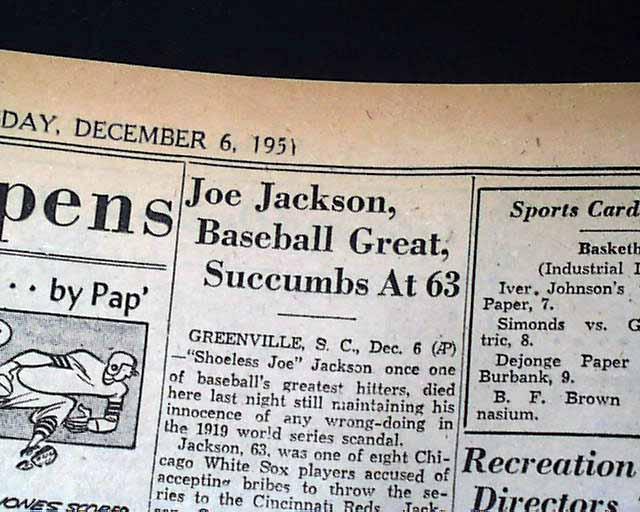 DAY, DECEMBER 6, 1951
pens
. . by Pap'
Joe Jackson,
Baseball Great,
Succumbs At 63
GREENVILLE, S. C., Dec. 6 (AP)
—"Shoeless Joe" Jackson once one
of baseball's greatest hitters, died
here last night still maintaining his
innocence of any wrong-doing in
the 1919 world series scandal.
Jackson, 63, was one of eight Chi-
cago White Sox players accused of
accepting bribes to throw the se-
ries to the Cincinnati Reds. Jack-
Sports Card
Basketb
(Industrial I
Iver. Johnson's
Paper, 7.
Simonds vs. G
tric, 8.
Dejonge Paper
Burbank, 9.
B. F. Brown
nasium.
Recreation
Directors
JONES SCORED